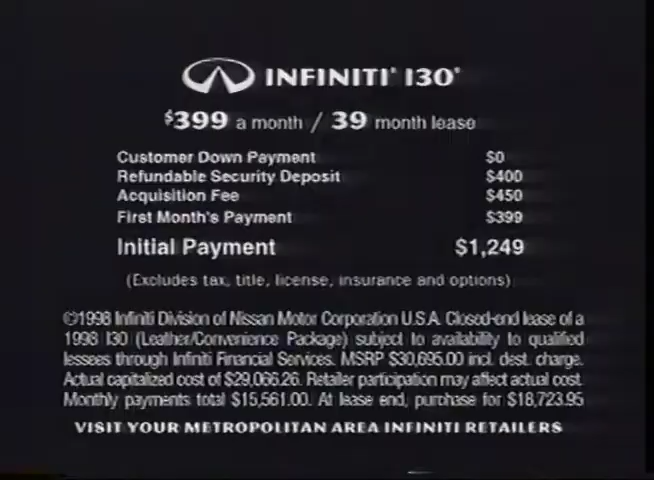 INFINITI® I30®
$399 a month / 39 month lease
Customer Down Payment $0
Refundable Security Deposit $400
Acquisition Fee $450
First Month's Payment $399
Initial Payment $1,249
(Excludes tax, title, license, insurance and options)
©1998 Infiniti Division of Nissan Motor Corporation U.S.A. Closed-end lease of a
1998 I30 (Leather/Convenience Package) subject to availability to qualified
lessees through Infiniti Financial Services. MSRP $30,695.00 incl. dest. charge.
Actual capitalized cost of $29,066.26. Retailer participation may affect actual cost.
Monthly payments total $15,561.00. At lease end, purchase for $18,723.95
VISIT YOUR METROPOLITAN AREA INFINITI RETAILERS